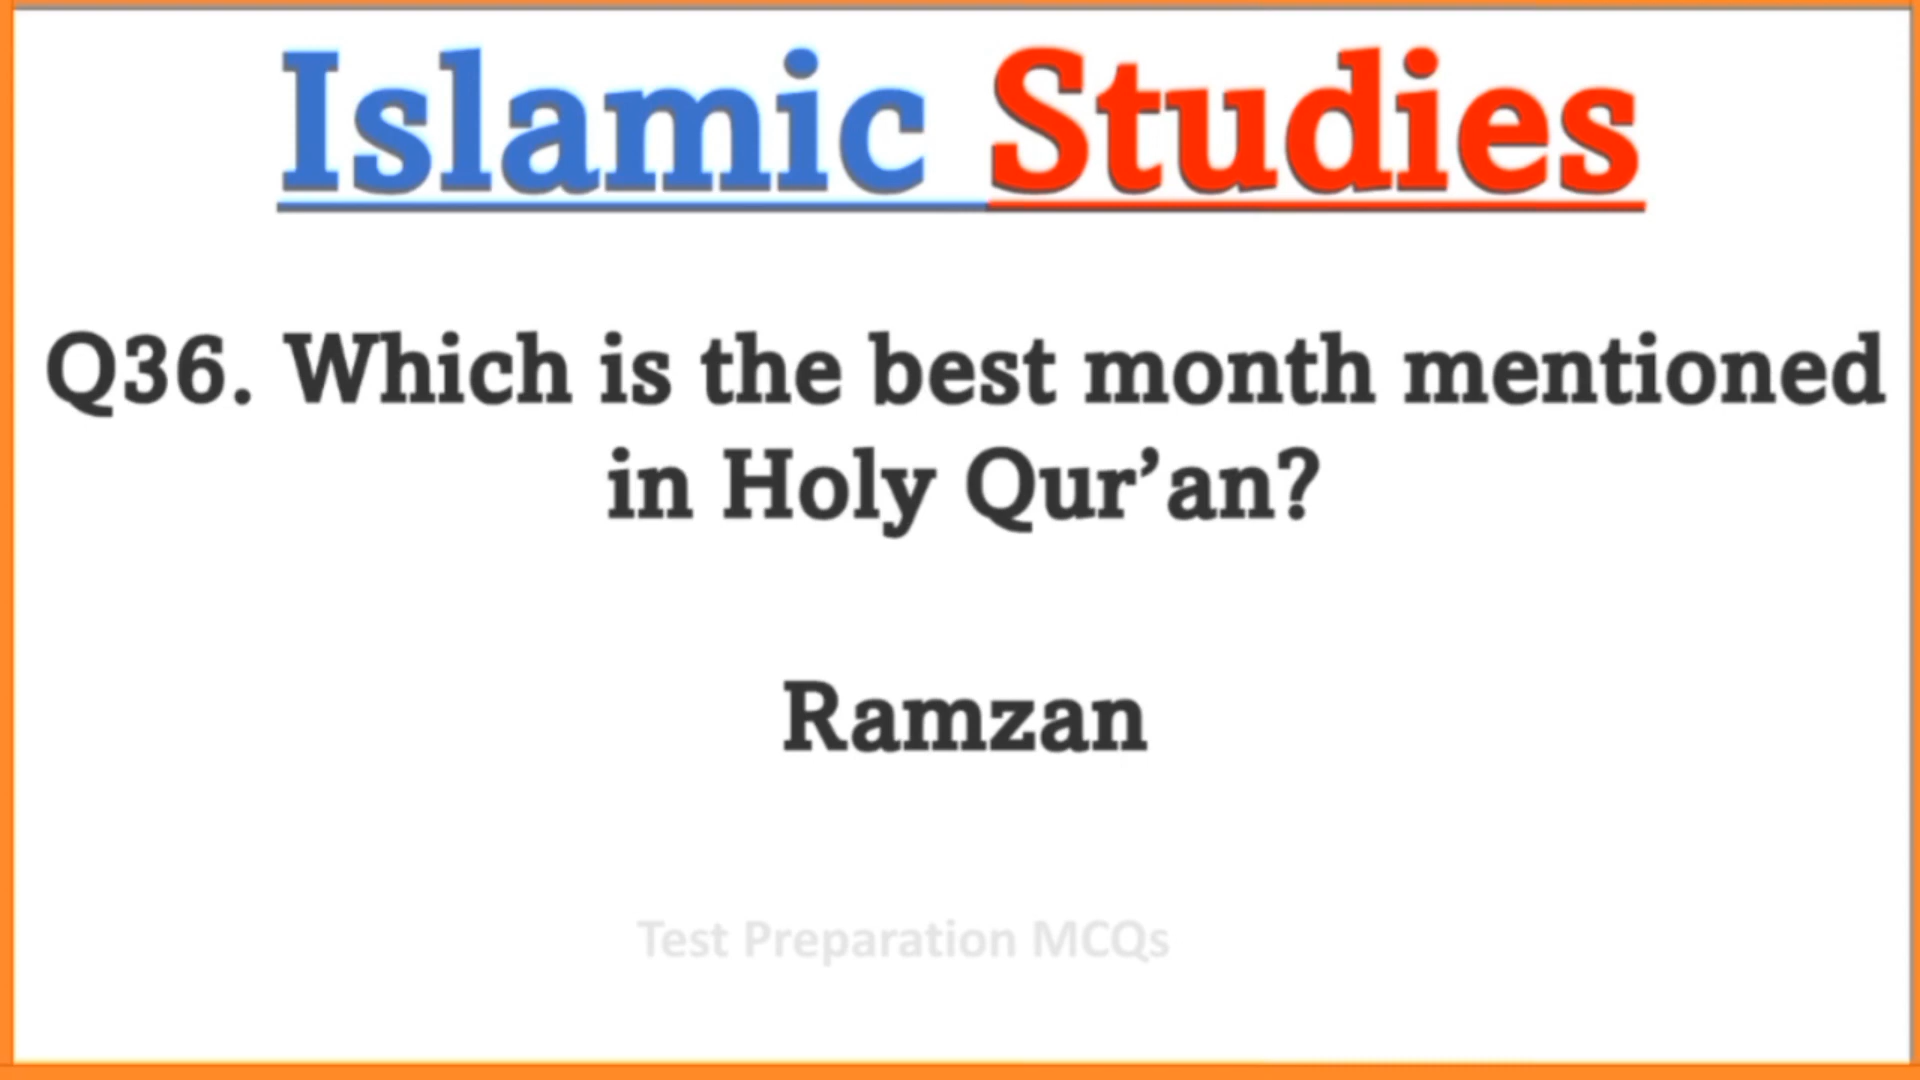 Islamic Studies
Q36. Which is the best month mentioned
in Holy Qur’an?
Ramzan
Test Preparation MCQs